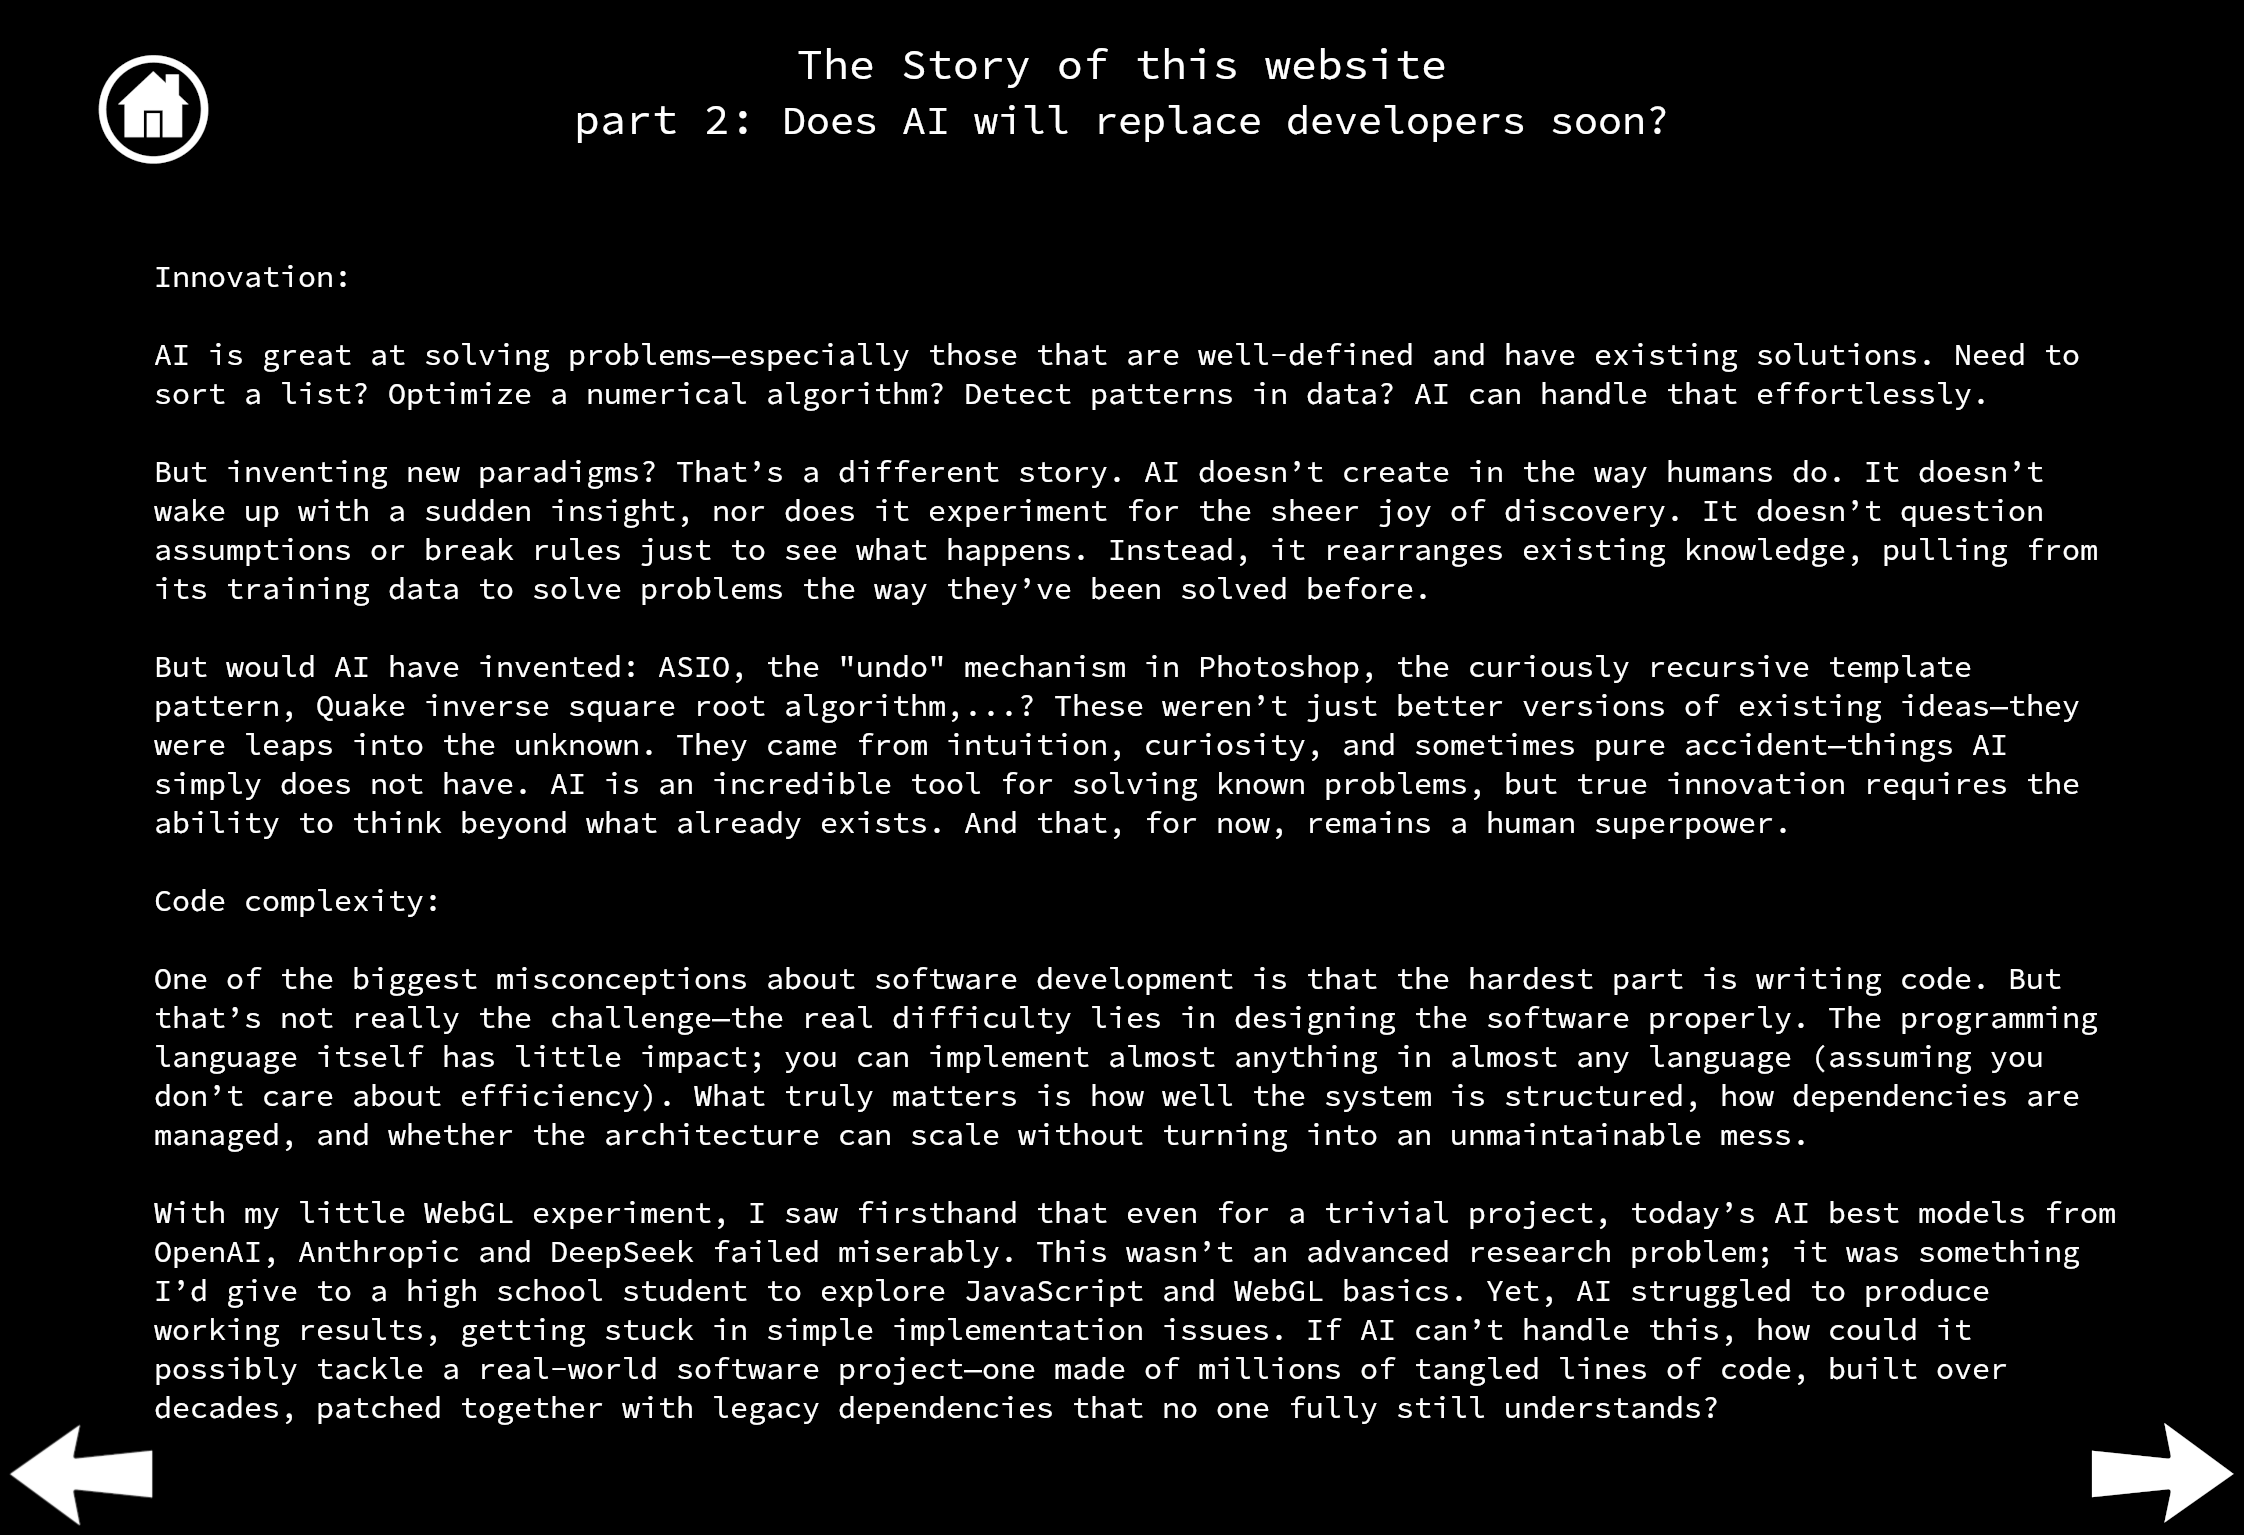 The Story of this website
part 2: Does AI will replace developers soon?
Innovation:
AI is great at solving problems—especially those that are well-defined and have existing solutions. Need to
sort a list? Optimize a numerical algorithm? Detect patterns in data? AI can handle that effortlessly.
But inventing new paradigms? That’s a different story. AI doesn’t create in the way humans do. It doesn’t
wake up with a sudden insight, nor does it experiment for the sheer joy of discovery. It doesn’t question
assumptions or break rules just to see what happens. Instead, it rearranges existing knowledge, pulling from
its training data to solve problems the way they’ve been solved before.
But would AI have invented: ASIO, the "undo" mechanism in Photoshop, the curiously recursive template
pattern, Quake inverse square root algorithm,...? These weren’t just better versions of existing ideas—they
were leaps into the unknown. They came from intuition, curiosity, and sometimes pure accident—things AI
simply does not have. AI is an incredible tool for solving known problems, but true innovation requires the
ability to think beyond what already exists. And that, for now, remains a human superpower.
Code complexity:
One of the biggest misconceptions about software development is that the hardest part is writing code. But
that’s not really the challenge—the real difficulty lies in designing the software properly. The programming
language itself has little impact; you can implement almost anything in almost any language (assuming you
don’t care about efficiency). What truly matters is how well the system is structured, how dependencies are
managed, and whether the architecture can scale without turning into an unmaintainable mess.
With my little WebGL experiment, I saw firsthand that even for a trivial project, today’s AI best models from
OpenAI, Anthropic and DeepSeek failed miserably. This wasn’t an advanced research problem; it was something
I’d give to a high school student to explore JavaScript and WebGL basics. Yet, AI struggled to produce
working results, getting stuck in simple implementation issues. If AI can’t handle this, how could it
possibly tackle a real-world software project—one made of millions of tangled lines of code, built over
decades, patched together with legacy dependencies that no one fully still understands?